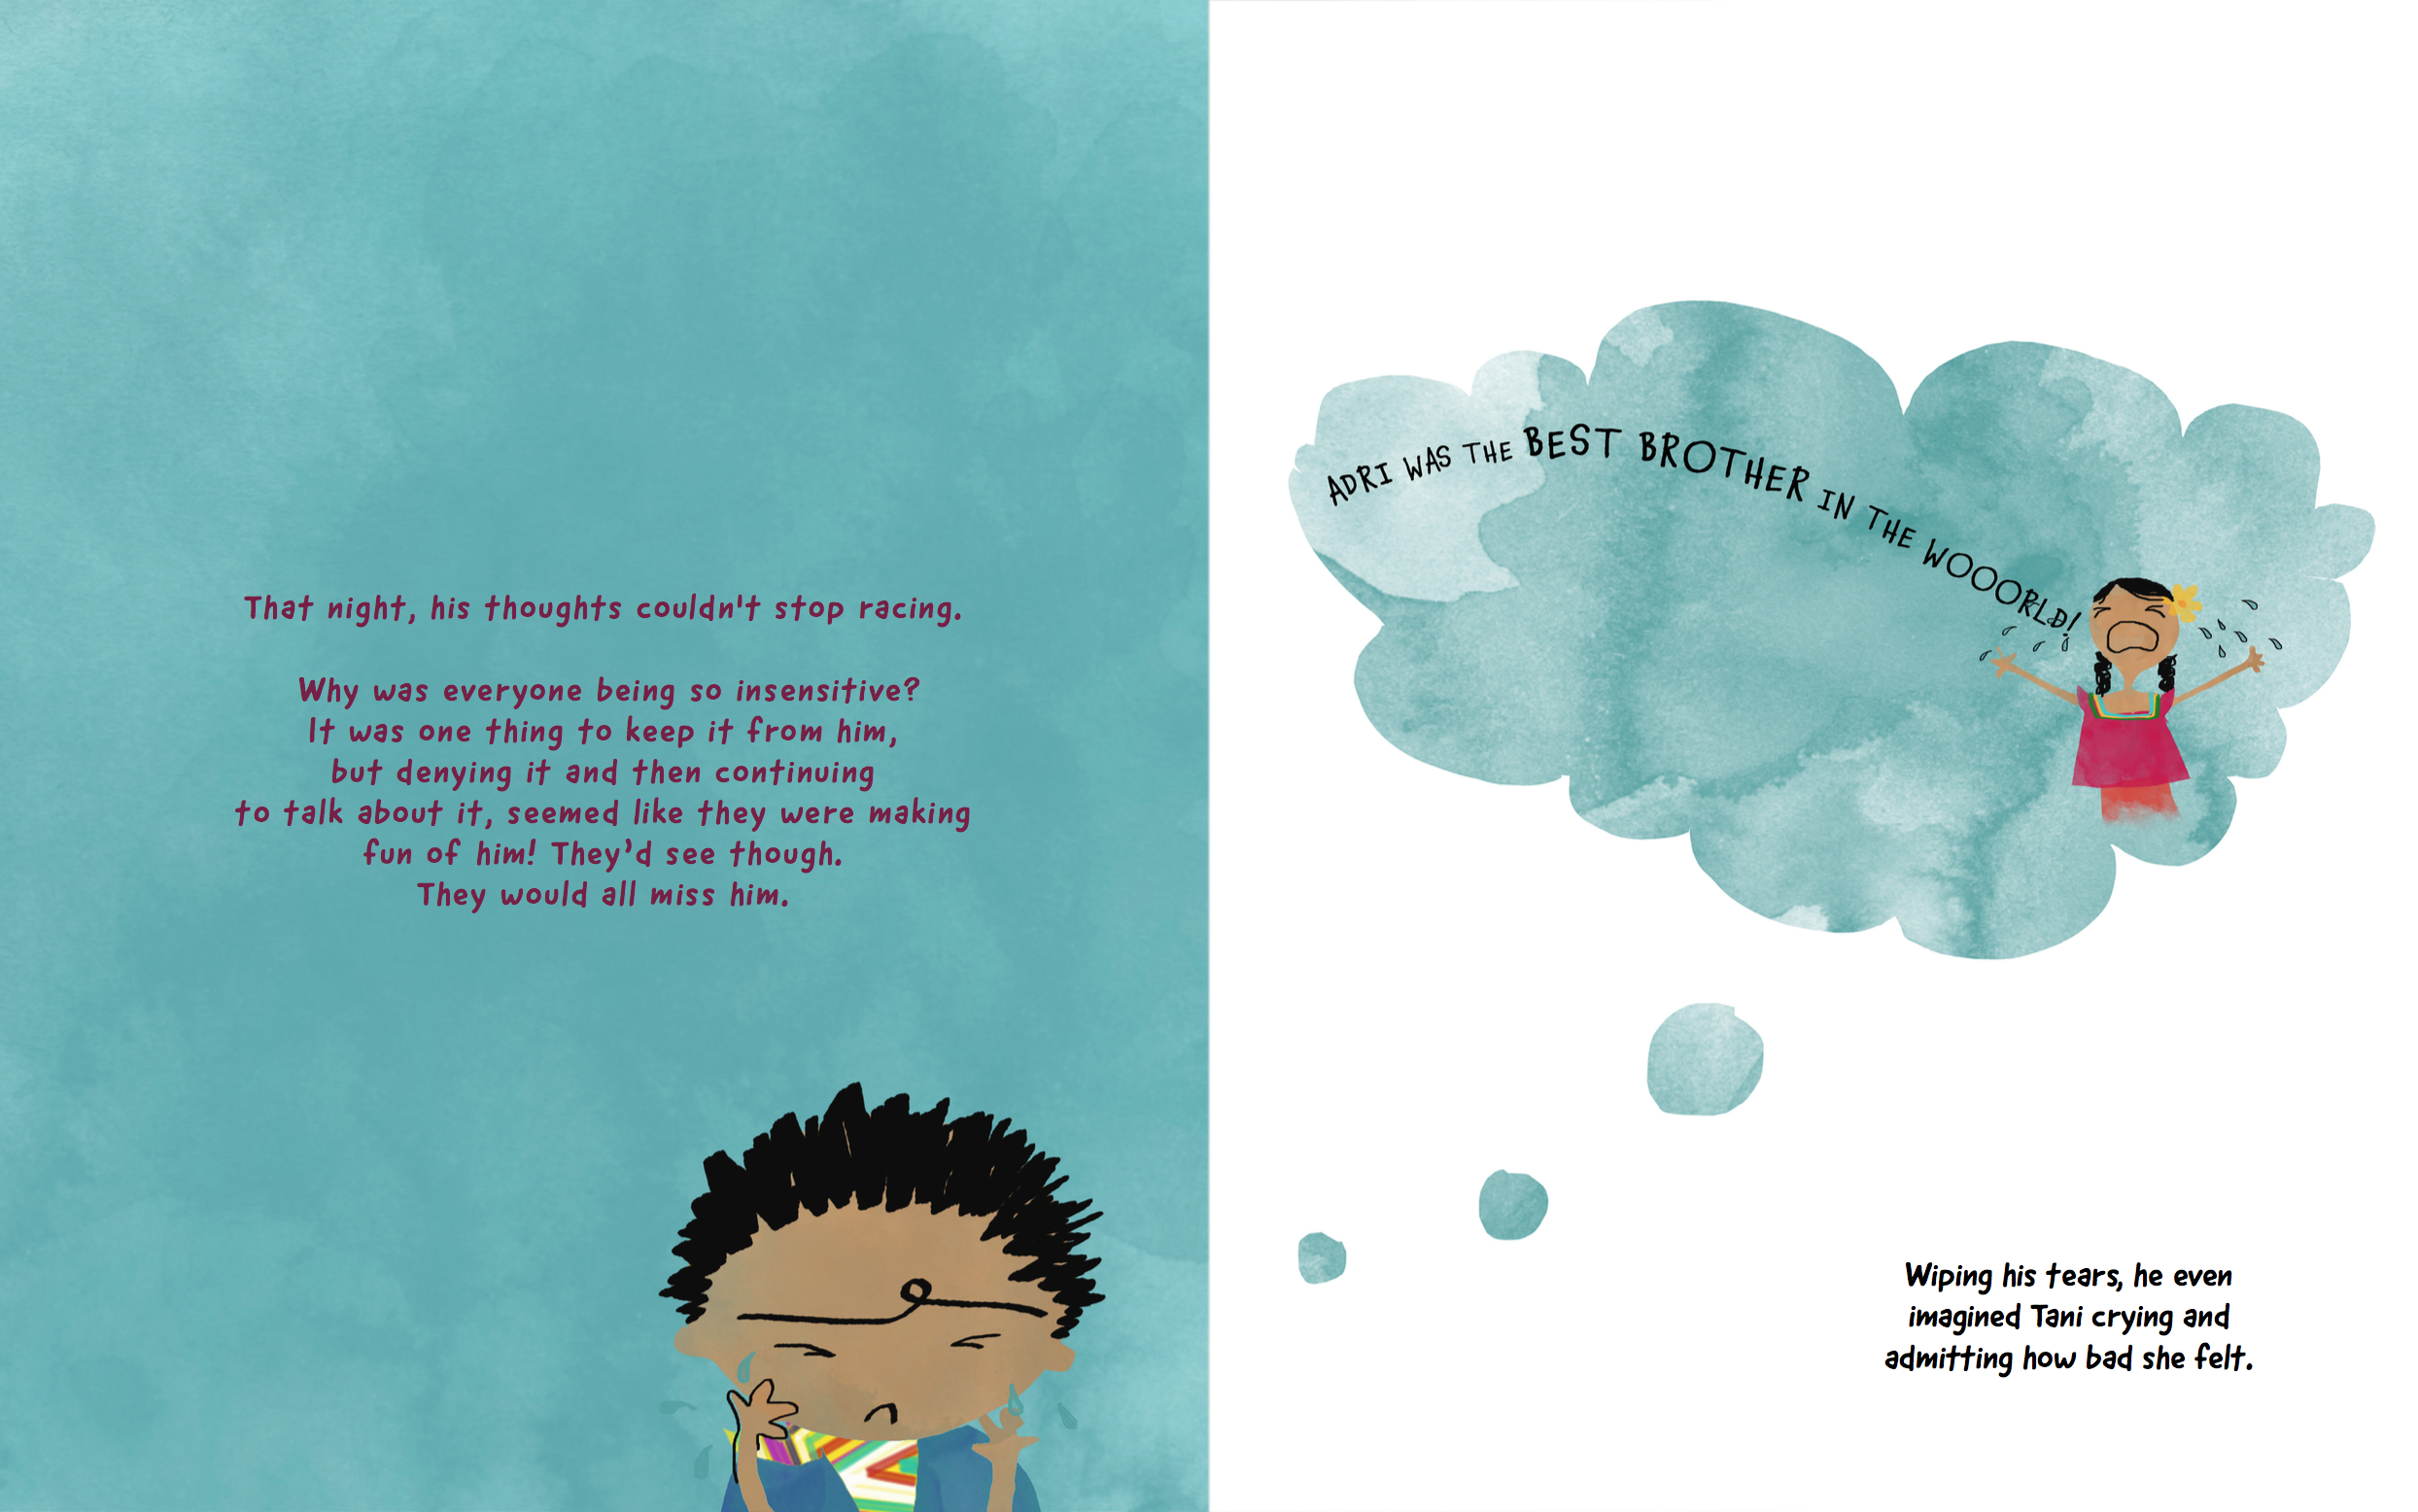 That night, his thoughts couldn't stop racing.
Why was everyone being so insensitive?
It was one thing to keep it from him,
but denying it and then continuing
to talk about it, seemed like they were making
fun of him! They’d see though.
They would all miss him.
ADRI WAS THE BEST BROTHER IN THE WOOORLD!
Wiping his tears, he even
imagined Tani crying and
admitting how bad she felt.